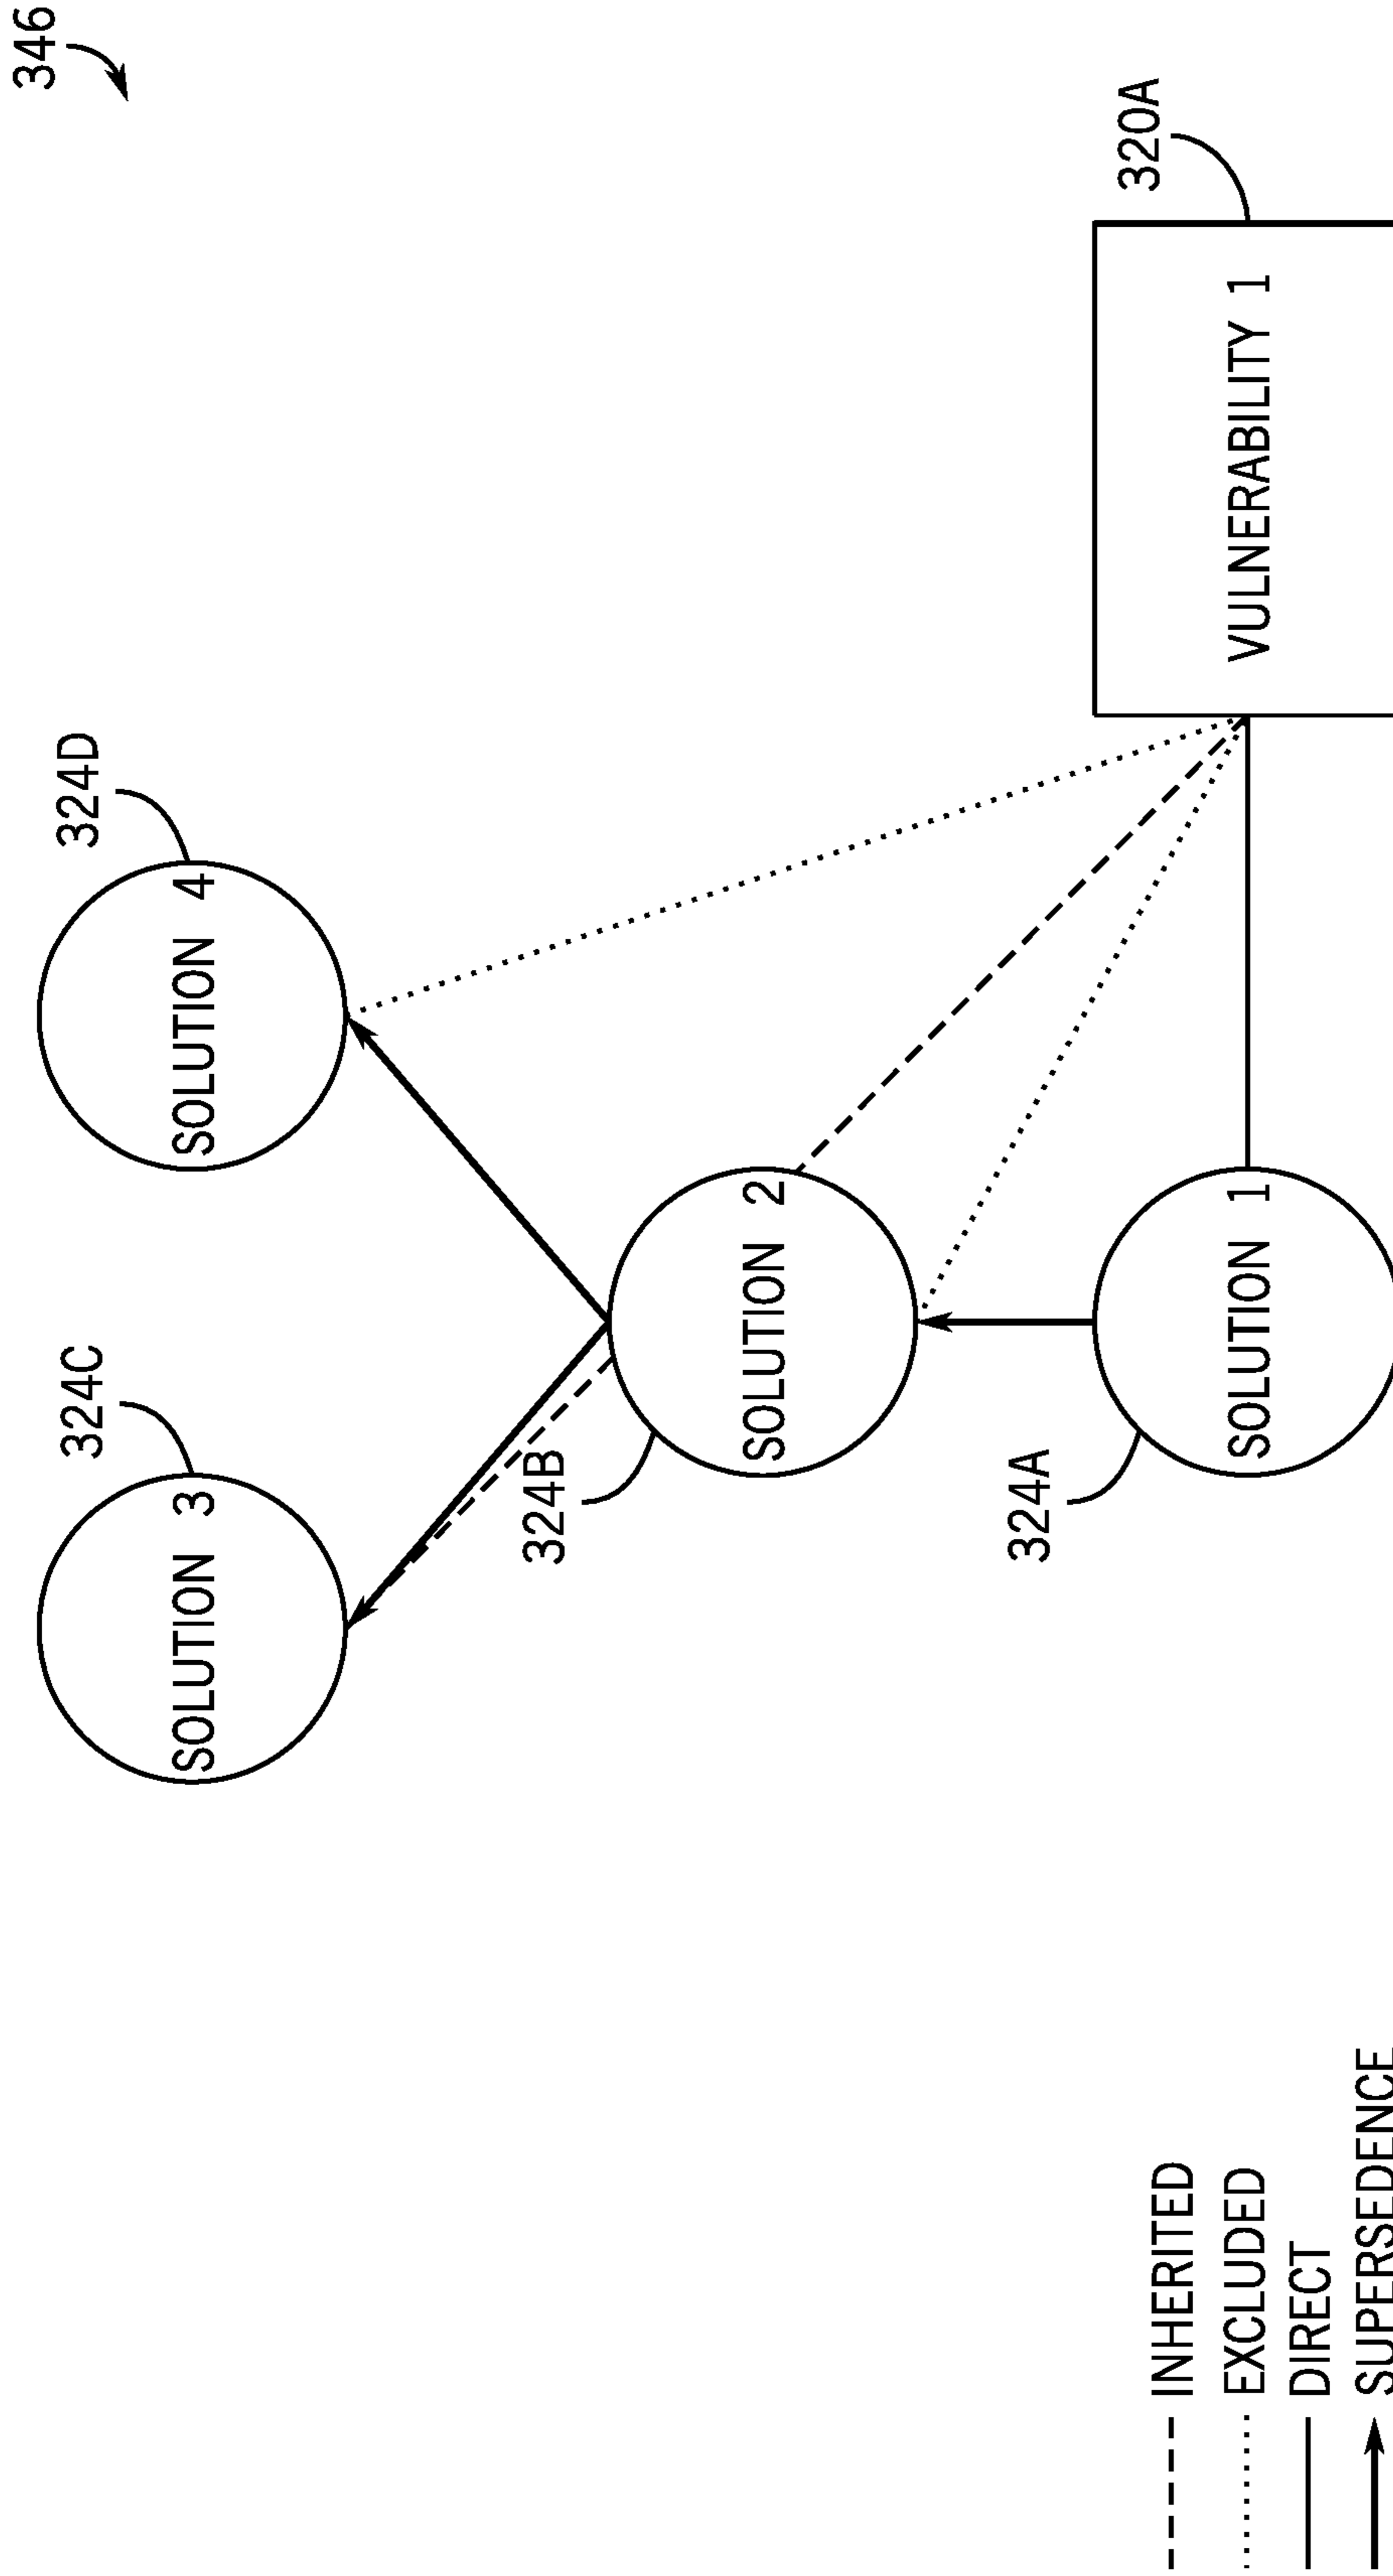 346
324C
324D
SOLUTION 3
SOLUTION 4
324B
SOLUTION 2
324A
320A
SOLUTION 1
VULNERABILITY 1
INHERITED
EXCLUDED
DIRECT
SUPERSEDENCE